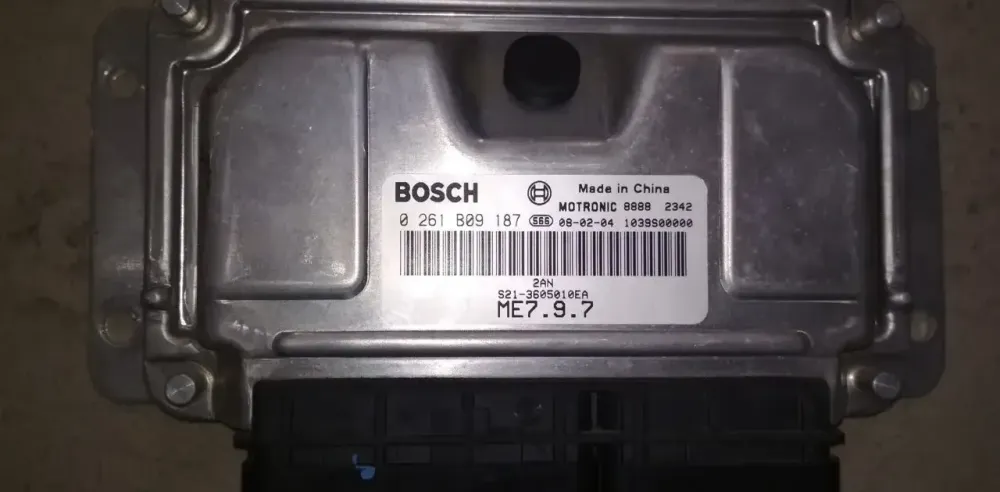 BOSCH Made in China
MOTRONIC 8888 2342
0 261 B09 187 S66 08-02-04 1039S00000
2AN
S21-3605010EA
ME7.9.7